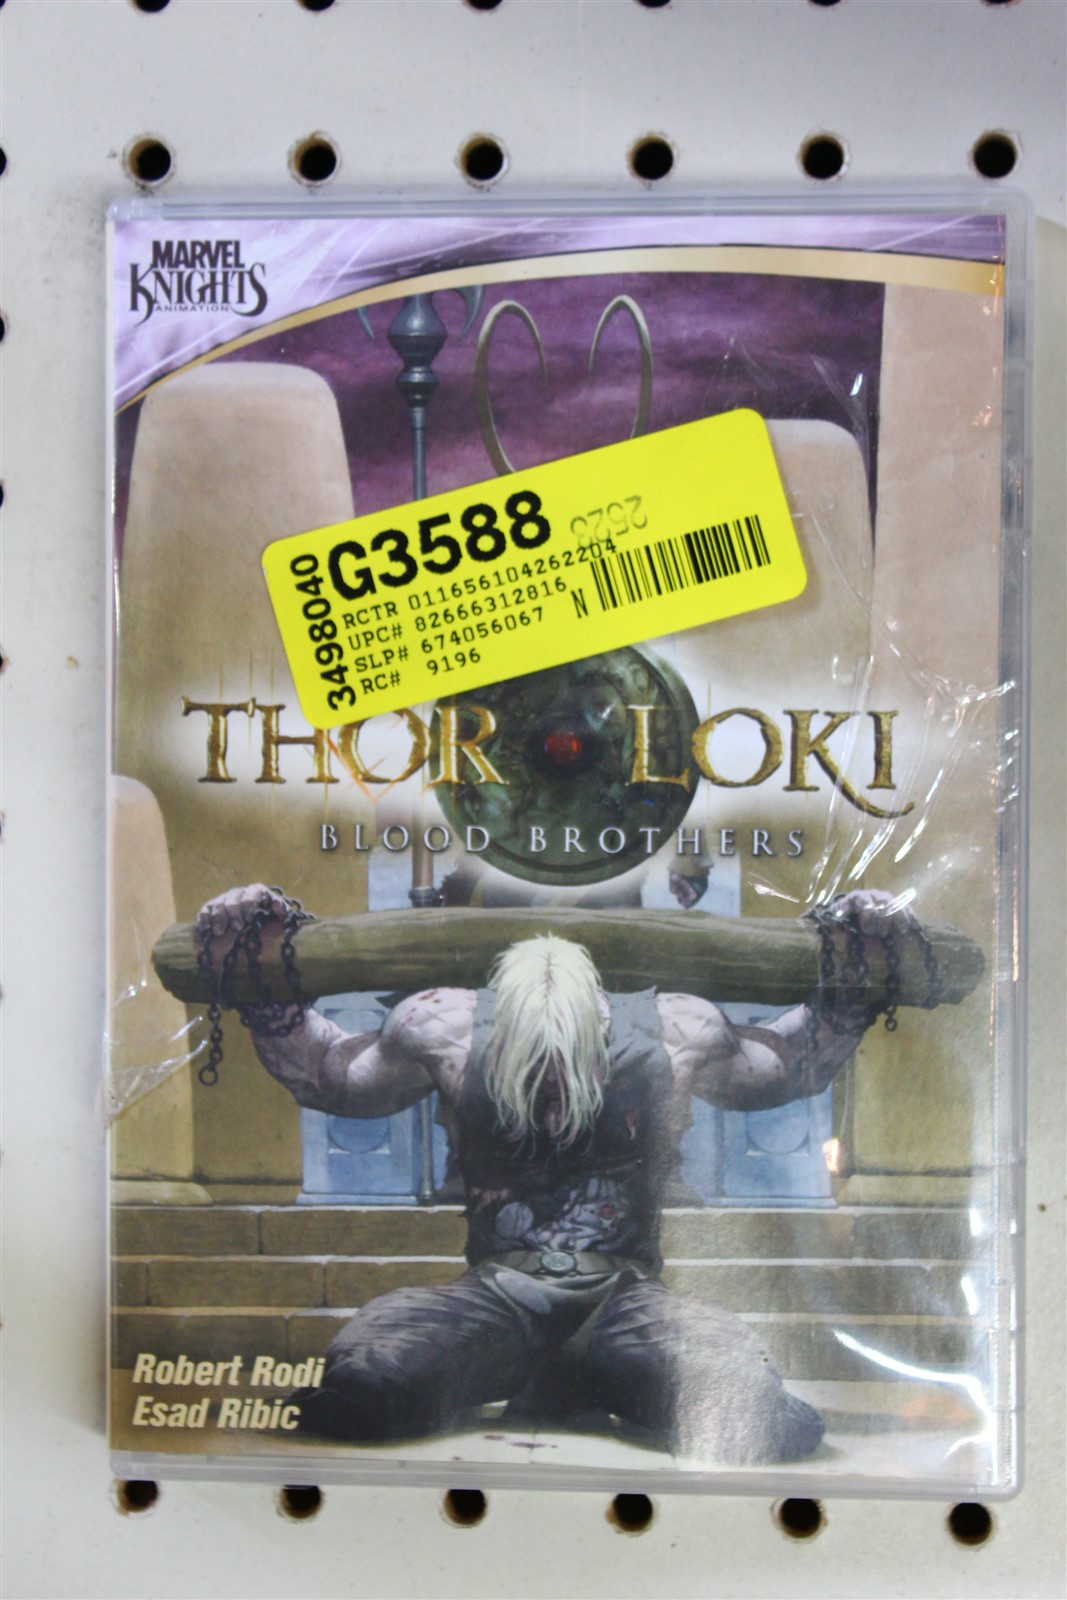 MARVEL
KNIGHTS
ANIMATION
G3588
2523
3498040
RCTR 011656104262204
UPC# 82666312816
SLP# 674056067
RC# 9196
N
THOR LOKI
BLOOD BROTHERS
Robert Rodi
Esad Ribic